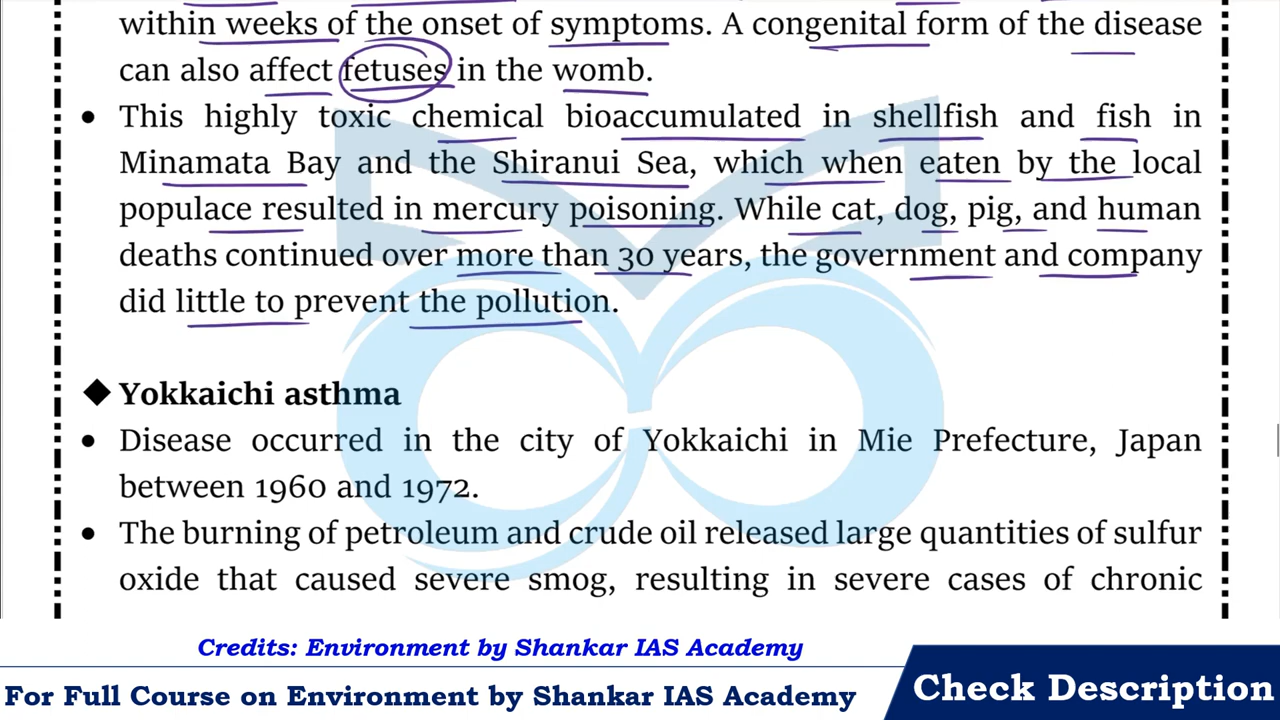 within weeks of the onset of symptoms. A congenital form of the disease
can also affect fetuses in the womb.
• This highly toxic chemical bioaccumulated in shellfish and fish in
Minamata Bay and the Shiranui Sea, which when eaten by the local
populace resulted in mercury poisoning. While cat, dog, pig, and human
deaths continued over more than 30 years, the government and company
did little to prevent the pollution.
◆ Yokkaichi asthma
• Disease occurred in the city of Yokkaichi in Mie Prefecture, Japan
between 1960 and 1972.
• The burning of petroleum and crude oil released large quantities of sulfur
oxide that caused severe smog, resulting in severe cases of chronic
Credits: Environment by Shankar IAS Academy
For Full Course on Environment by Shankar IAS Academy
Check Description